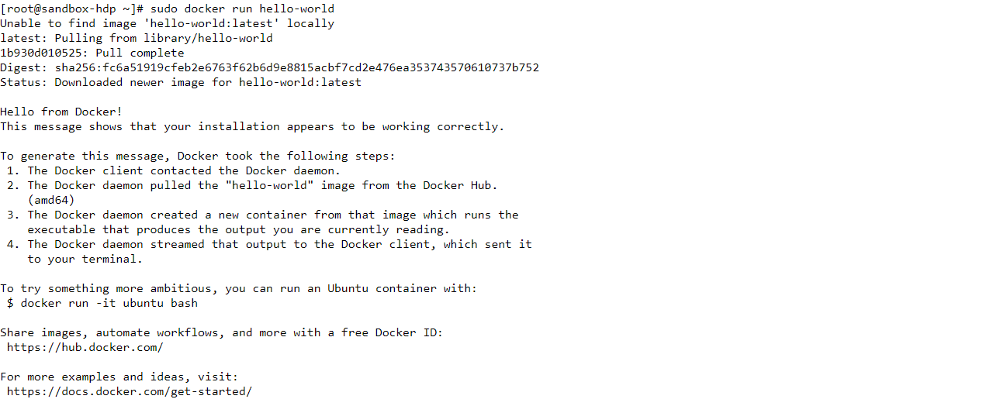 [root@sandbox-hdp ~]# sudo docker run hello-world
Unable to find image 'hello-world:latest' locally
latest: Pulling from library/hello-world
1b930d010525: Pull complete
Digest: sha256:fc6a51919cfeb2e6763f62b6d9e8815acbf7cd2e476ea353743570610737b752
Status: Downloaded newer image for hello-world:latest

Hello from Docker!
This message shows that your installation appears to be working correctly.

To generate this message, Docker took the following steps:
 1. The Docker client contacted the Docker daemon.
 2. The Docker daemon pulled the "hello-world" image from the Docker Hub.
    (amd64)
 3. The Docker daemon created a new container from that image which runs the
    executable that produces the output you are currently reading.
 4. The Docker daemon streamed that output to the Docker client, which sent it
    to your terminal.

To try something more ambitious, you can run an Ubuntu container with:
 $ docker run -it ubuntu bash

Share images, automate workflows, and more with a free Docker ID:
 https://hub.docker.com/

For more examples and ideas, visit:
 https://docs.docker.com/get-started/